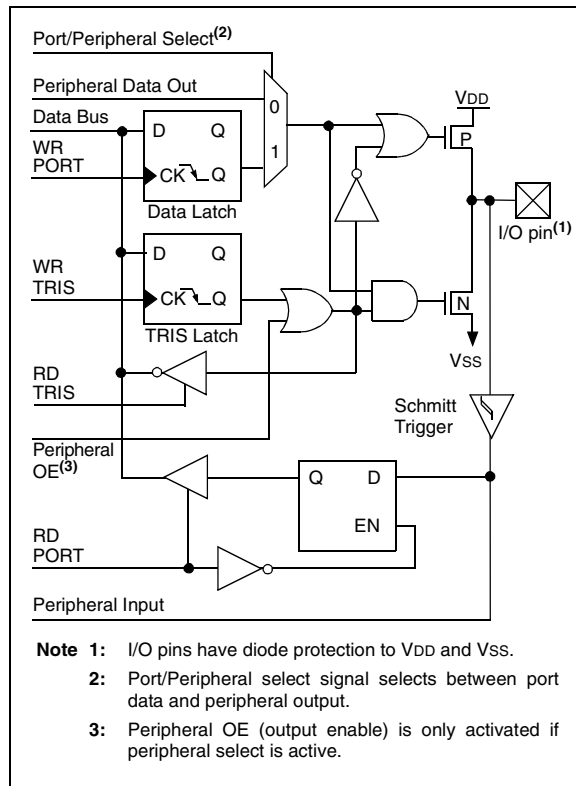 Port/Peripheral Select(2)
Peripheral Data Out
Data Bus
WR
PORT
D Q
CK Q
Data Latch
0
1
VDD
P
I/O pin(1)
WR
TRIS
D Q
CK Q
TRIS Latch
N
VSS
RD
TRIS
Schmitt
Trigger
Peripheral
OE(3)
Q D
EN
RD
PORT
Peripheral Input
Note 1: I/O pins have diode protection to VDD and VSS.
2: Port/Peripheral select signal selects between port
data and peripheral output.
3: Peripheral OE (output enable) is only activated if
peripheral select is active.